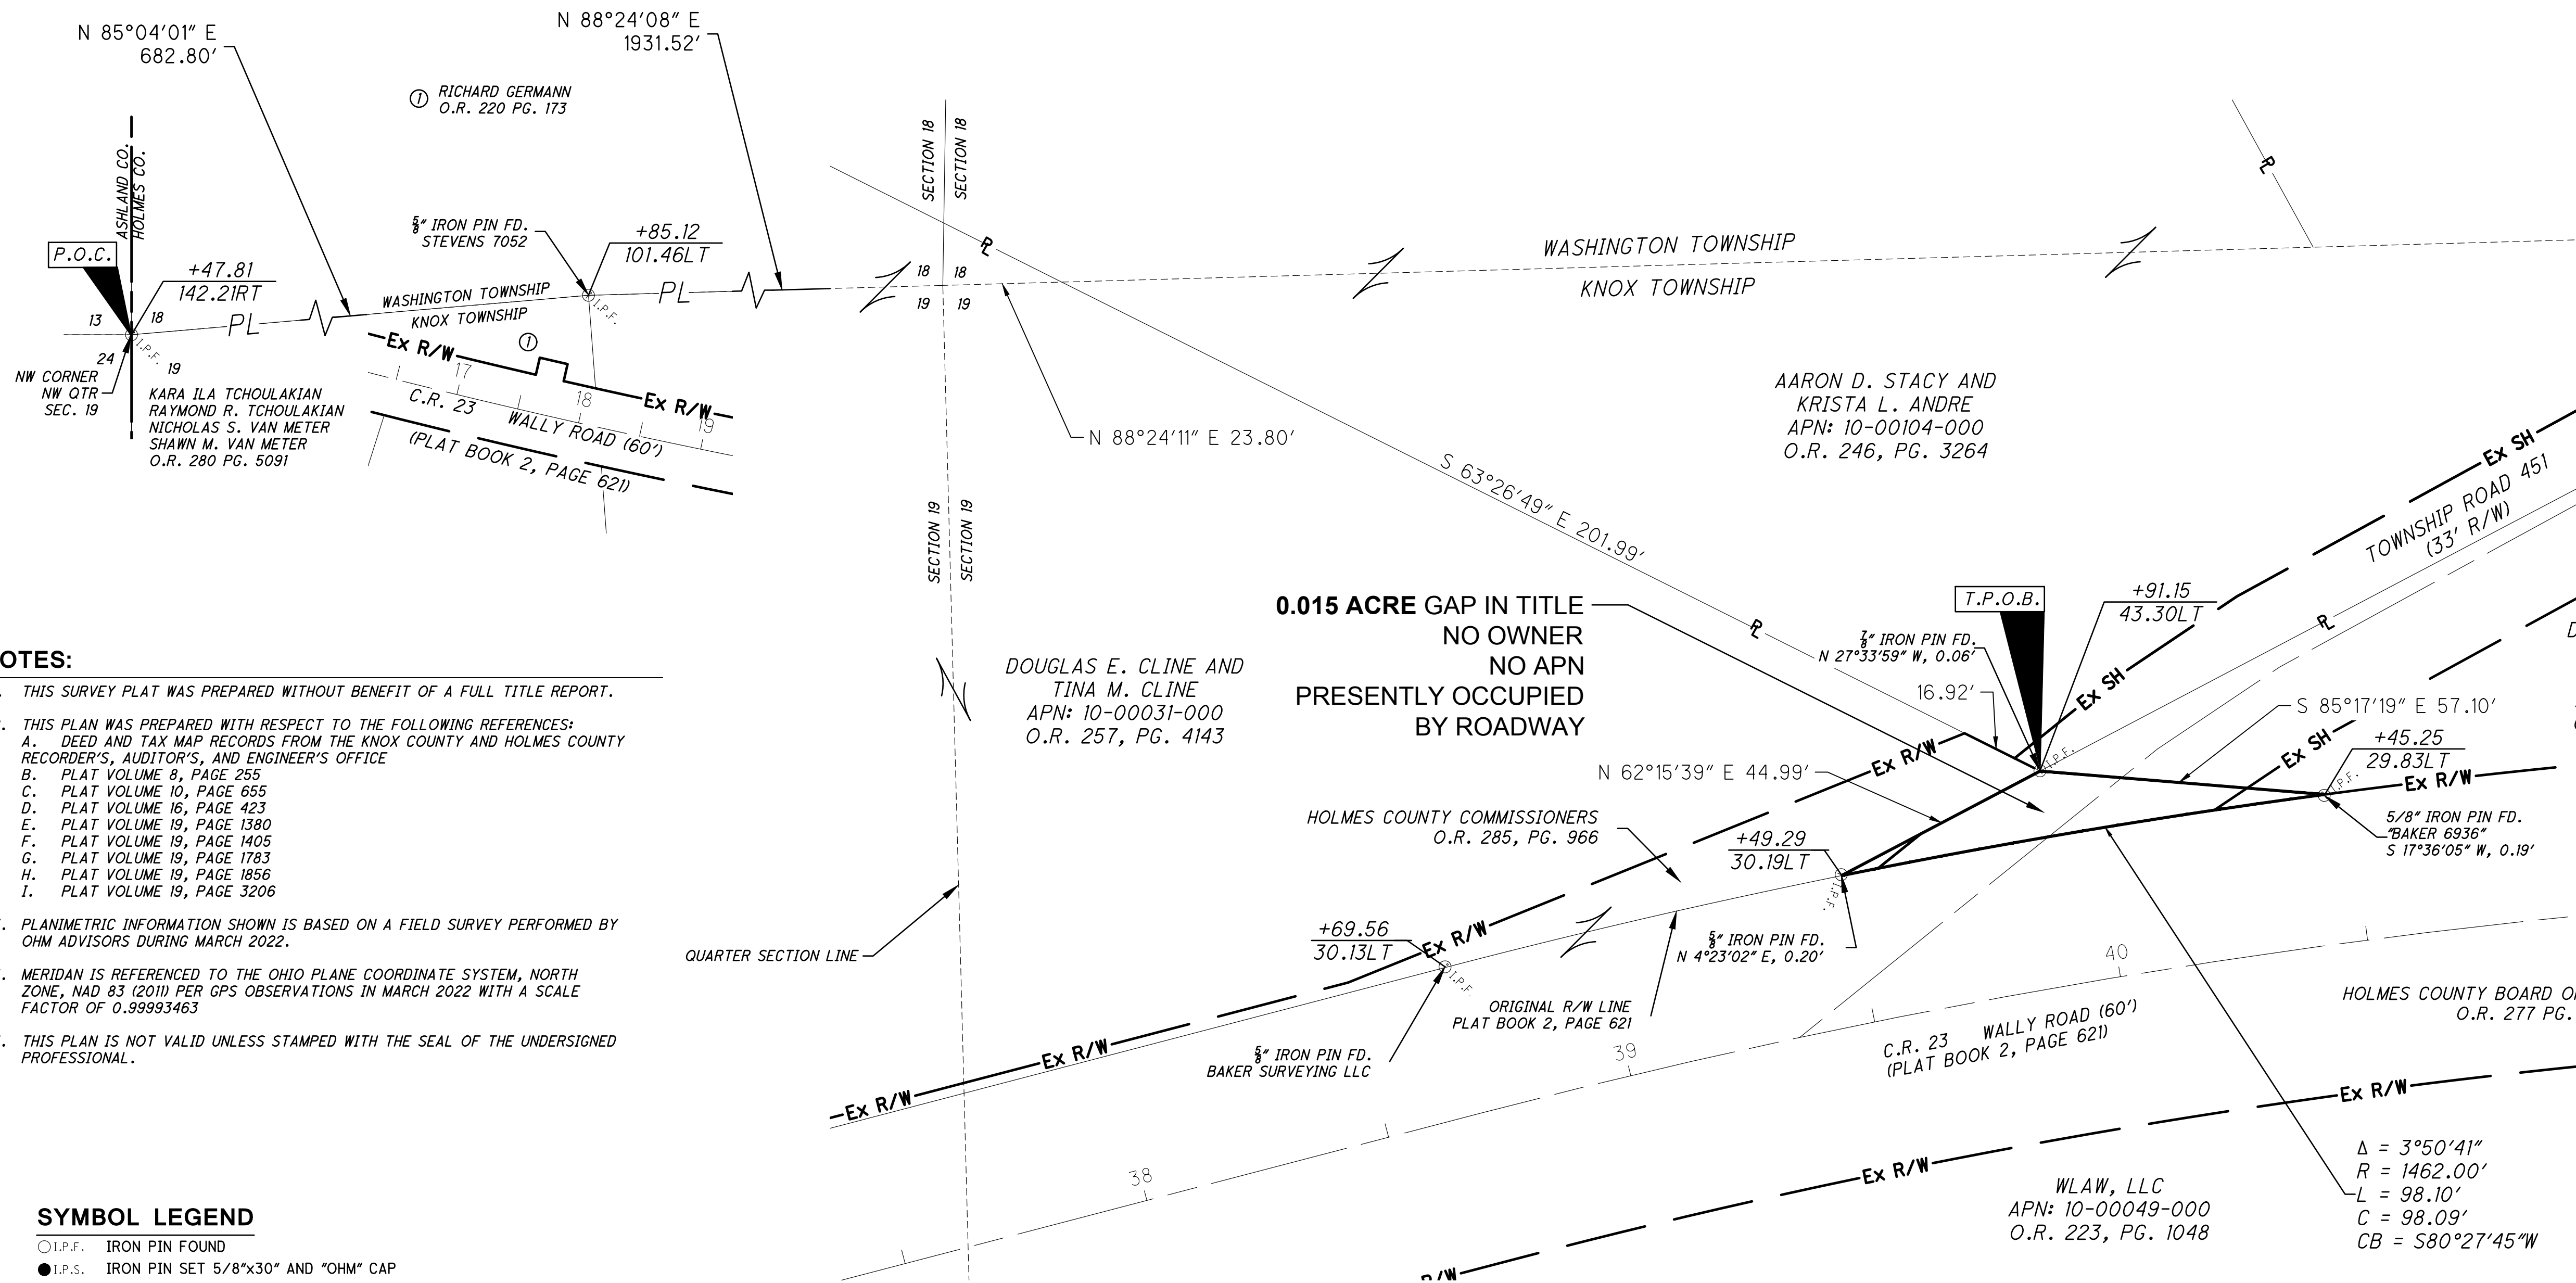 N 85°04'01" E
682.80'
N 88°24'08" E
1931.52'
① RICHARD GERMANN
O.R. 220 PG. 173
ASHLAND CO.
HOLMES CO.
P.O.C.
+47.81
142.21RT
13
18
24
19
I.P.F.
NW CORNER
NW QTR
SEC. 19
KARA ILA TCHOULAKIAN
RAYMOND R. TCHOULAKIAN
NICHOLAS S. VAN METER
SHAWN M. VAN METER
O.R. 280 PG. 5091
PL
WASHINGTON TOWNSHIP
KNOX TOWNSHIP
5/8" IRON PIN FD.
STEVENS 7052
+85.12
101.46LT
I.P.F.
PL
Ex R/W
①
Ex R/W
17
18
19
C.R. 23
WALLY ROAD (60')
(PLAT BOOK 2, PAGE 621)
SECTION 18
SECTION 18
18
18
19
19
SECTION 19
SECTION 19
PL
WASHINGTON TOWNSHIP
KNOX TOWNSHIP
PL
N 88°24'11" E 23.80'
S 63°26'49" E 201.99'
AARON D. STACY AND
KRISTA L. ANDRE
APN: 10-00104-000
O.R. 246, PG. 3264
Ex SH
TOWNSHIP ROAD 451
(33' R/W)
PL
0.015 ACRE GAP IN TITLE
NO OWNER
NO APN
PRESENTLY OCCUPIED
BY ROADWAY
PL
T.P.O.B.
+91.15
43.30LT
7/8" IRON PIN FD.
N 27°33'59" W, 0.06'
16.92'
Ex SH
I.P.F.
S 85°17'19" E 57.10'
Ex SH
+45.25
29.83LT
I.P.F.
Ex R/W
5/8" IRON PIN FD.
"BAKER 6936"
S 17°36'05" W, 0.19'
DOUGLAS E. CLINE AND
TINA M. CLINE
APN: 10-00031-000
O.R. 257, PG. 4143
N 62°15'39" E 44.99'
Ex R/W
HOLMES COUNTY COMMISSIONERS
O.R. 285, PG. 966
+49.29
30.19LT
I.P.F.
5/8" IRON PIN FD.
N 4°23'02" E, 0.20'
+69.56
30.13LT
Ex R/W
I.P.F.
QUARTER SECTION LINE
ORIGINAL R/W LINE
PLAT BOOK 2, PAGE 621
5/8" IRON PIN FD.
BAKER SURVEYING LLC
Ex R/W
Ex R/W
38
39
40
C.R. 23 WALLY ROAD (60')
(PLAT BOOK 2, PAGE 621)
HOLMES COUNTY BOARD O
O.R. 277 PG.
Ex R/W
Ex R/W
R/W
WLAW, LLC
APN: 10-00049-000
O.R. 223, PG. 1048
Δ = 3°50'41"
R = 1462.00'
L = 98.10'
C = 98.09'
CB = S80°27'45"W
OTES:
THIS SURVEY PLAT WAS PREPARED WITHOUT BENEFIT OF A FULL TITLE REPORT.
THIS PLAN WAS PREPARED WITH RESPECT TO THE FOLLOWING REFERENCES:
A. DEED AND TAX MAP RECORDS FROM THE KNOX COUNTY AND HOLMES COUNTY
RECORDER'S, AUDITOR'S, AND ENGINEER'S OFFICE
B. PLAT VOLUME 8, PAGE 255
C. PLAT VOLUME 10, PAGE 655
D. PLAT VOLUME 16, PAGE 423
E. PLAT VOLUME 19, PAGE 1380
F. PLAT VOLUME 19, PAGE 1405
G. PLAT VOLUME 19, PAGE 1783
H. PLAT VOLUME 19, PAGE 1856
I. PLAT VOLUME 19, PAGE 3206
PLANIMETRIC INFORMATION SHOWN IS BASED ON A FIELD SURVEY PERFORMED BY
OHM ADVISORS DURING MARCH 2022.
MERIDAN IS REFERENCED TO THE OHIO PLANE COORDINATE SYSTEM, NORTH
ZONE, NAD 83 (2011) PER GPS OBSERVATIONS IN MARCH 2022 WITH A SCALE
FACTOR OF 0.99993463
THIS PLAN IS NOT VALID UNLESS STAMPED WITH THE SEAL OF THE UNDERSIGNED
PROFESSIONAL.
SYMBOL LEGEND
I.P.F. IRON PIN FOUND
I.P.S. IRON PIN SET 5/8"x30" AND "OHM" CAP